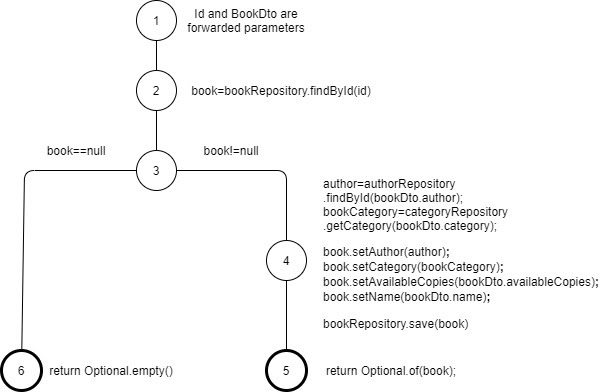 1
Id and BookDto are
forwarded parameters
2
book=bookRepository.findById(id)
book==null
3
book!=null
author=authorRepository
.findById(bookDto.author);
bookCategory=categoryRepository
.getCategory(bookDto.category);
4
book.setAuthor(author);
book.setCategory(bookCategory);
book.setAvailableCopies(bookDto.availableCopies);
book.setName(bookDto.name);
bookRepository.save(book)
6
return Optional.empty()
5
return Optional.of(book);